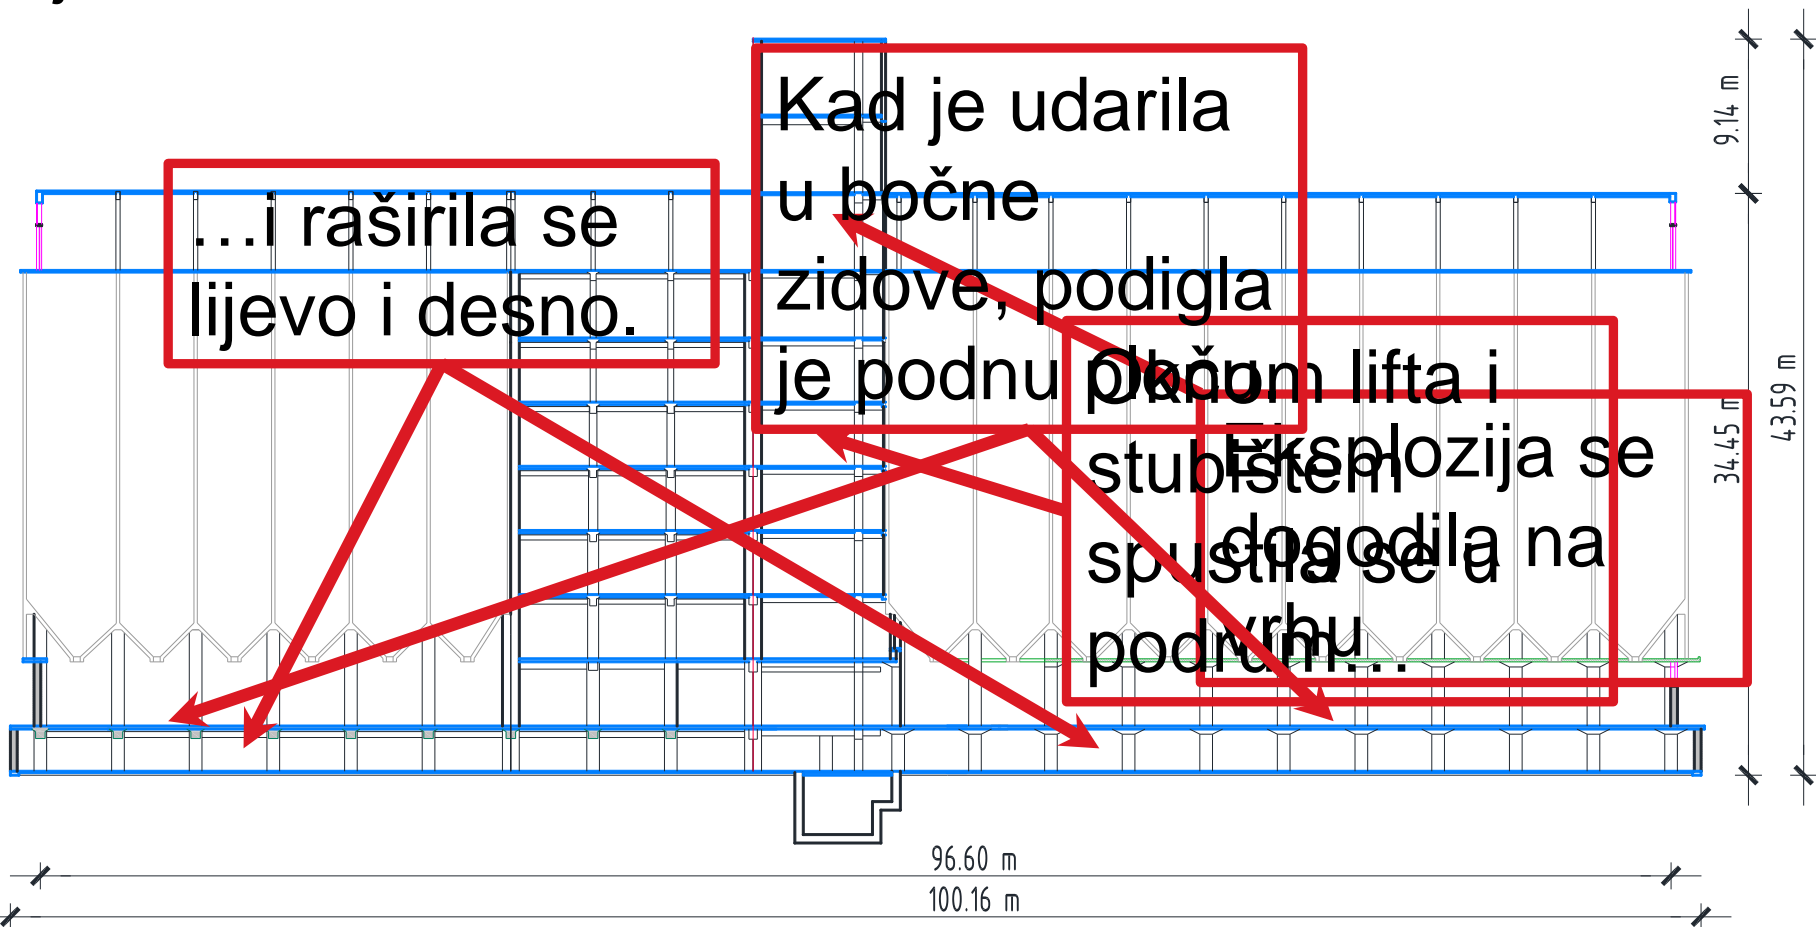 Kad je udarila
u bočne
zidove, podigla
je podnu ploču
…i raširila se
lijevo i desno.
Oknom lifta i
stubištem
spustila se u
podrum…
Eksplozija se
dogodila na
vrhu
9.14 m
34.45 m
43.59 m
96.60 m
100.16 m